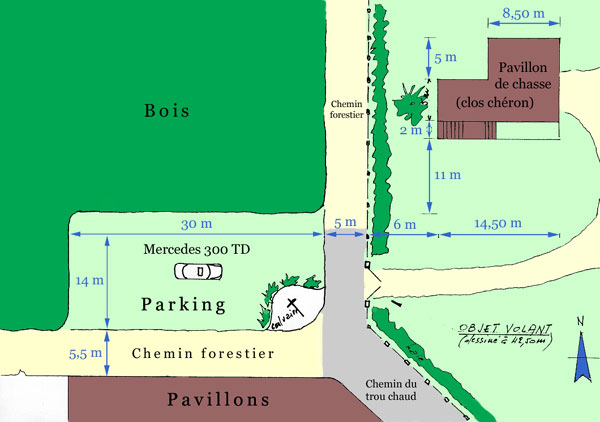 8,50 m
5 m
Pavillon
de chasse
(clos chéron)
Bois
Chemin
forestier
2 m
11 m
30 m
5 m
6 m
14,50 m
Mercedes 300 TD
14 m
Parking
calvaire
OBJET VOLANT
(dessiné à 42,50m)
N
5,5 m
Chemin forestier
Chemin du
trou chaud
Pavillons